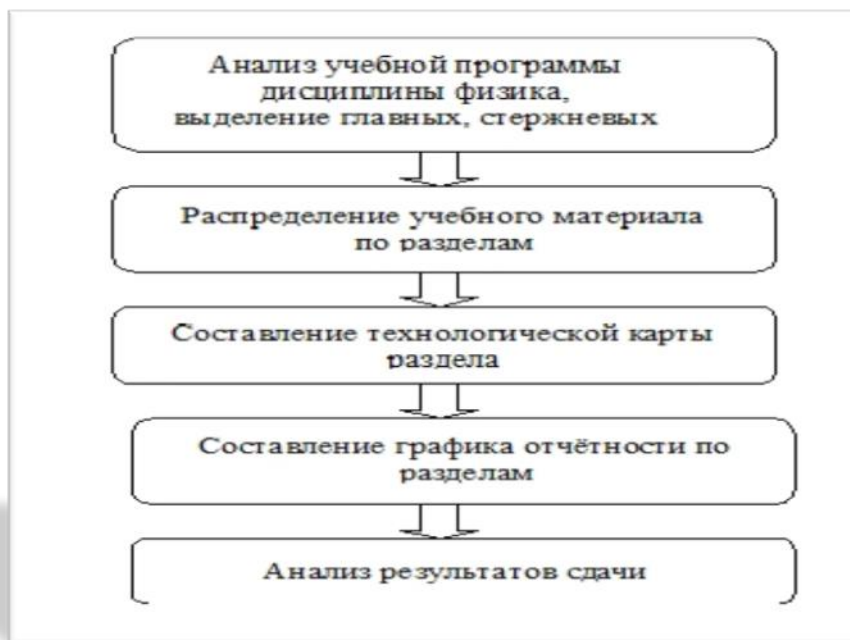 Анализ учебной программы
дисциплины физика,
выделение главных, стержневых
Распределение учебного материала
по разделам
Составление технологической карты
раздела
Составление графика отчётности по
разделам
Анализ результатов сдачи